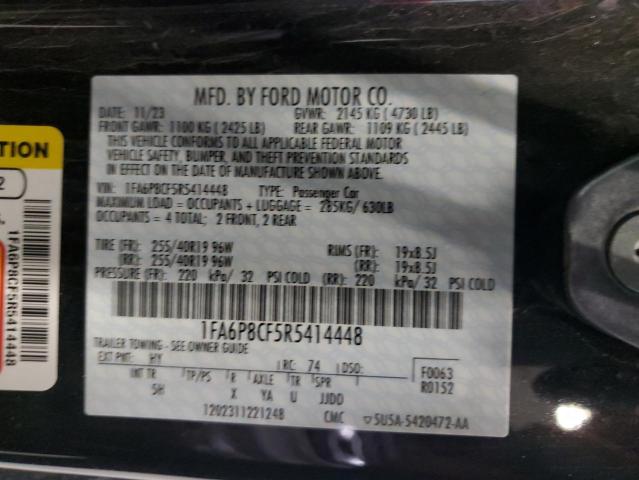 MFD. BY FORD MOTOR CO.
DATE: 11/23 GVWR: 2145 KG ( 4730 LB)
FRONT GAWR: 1100 KG ( 2425 LB) REAR GAWR: 1109 KG ( 2445 LB)
THIS VEHICLE CONFORMS TO ALL APPLICABLE FEDERAL MOTOR
VEHICLE SAFETY, BUMPER, AND THEFT PREVENTION STANDARDS
IN EFFECT ON THE DATE OF MANUFACTURE SHOWN ABOVE.
VIN: 1FA6P8CF5R5414448 TYPE: Passenger Car
MAXIMUM LOAD = OCCUPANTS + LUGGAGE = 285KG/ 630LB
OCCUPANTS = 4 TOTAL; 2 FRONT, 2 REAR
TIRE (FR): 255/40R19 96W RIMS (FR): 19x8.5J
(RR): 255/40R19 96W (RR): 19x8.5J
PRESSURE (FR): 220 kPa/ 32 PSI COLD (RR): 220 kPa/ 32 PSI COLD
1FA6P8CF5R5414448
TRAILER TOWING - SEE OWNER GUIDE
EXT PNT: HY RC: 74 DSO: F0063
INT TR TP/PS R AXLE TR SPR R0152
5H X YA U JJDD
1202311221248 CMC ▽5U5A-5420472-AA
TION
2
S.
1FA6P8CF5R5414448